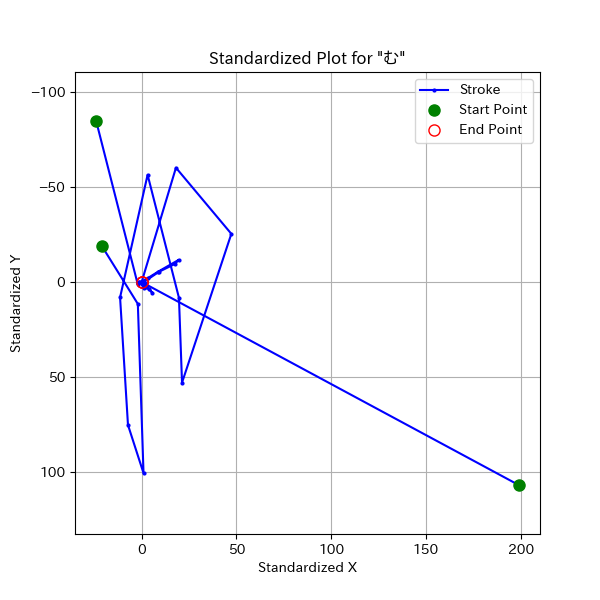 Standardized Plot for "む"
Stroke
Start Point
End Point
−100
−50
0
50
100
Standardized Y
0 50 100 150 200
Standardized X